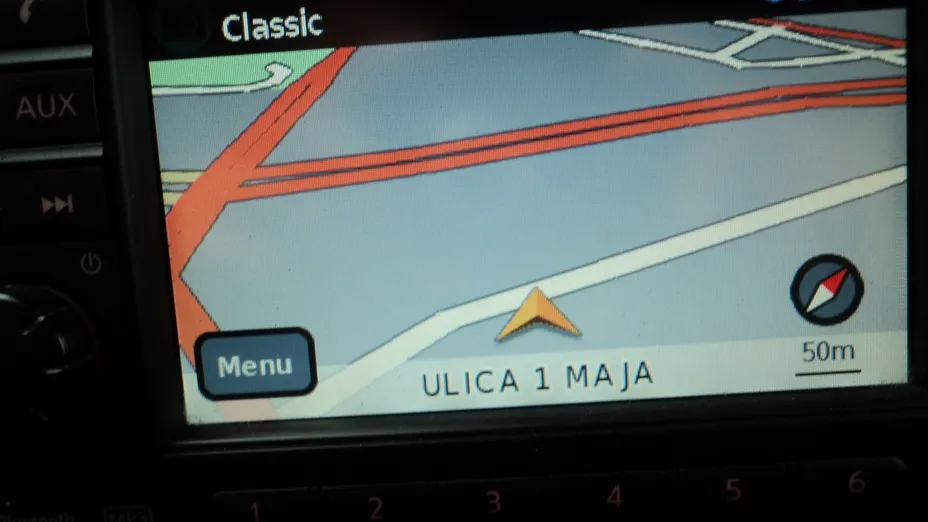 Classic
AUX
Menu
ULICA 1 MAJA
50m
1 2 3 4 5 6